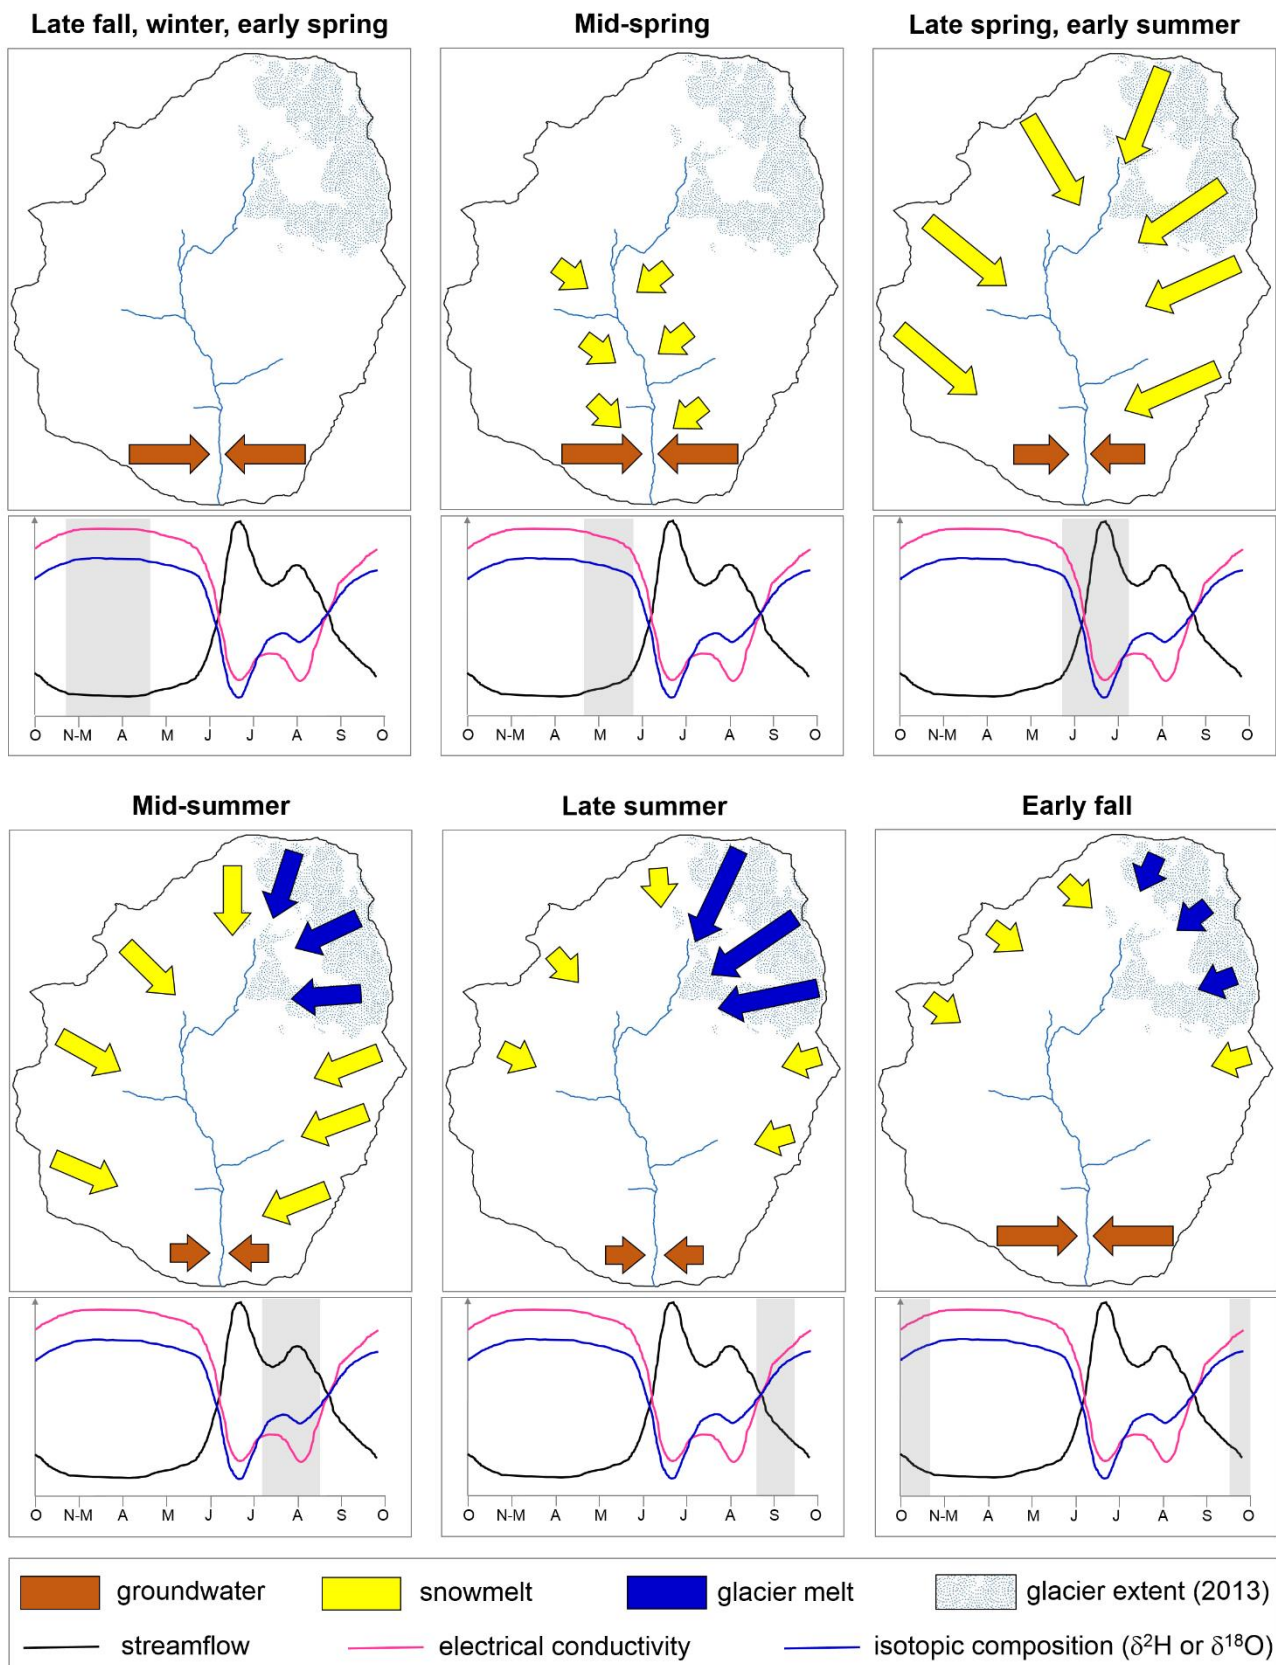 Late fall, winter, early spring
Mid-spring
Late spring, early summer
O N-M A M J J A S O
O N-M A M J J A S O
O N-M A M J J A S O
Mid-summer
Late summer
Early fall
O N-M A M J J A S O
O N-M A M J J A S O
O N-M A M J J A S O
groundwater snowmelt glacier melt glacier extent (2013)
streamflow electrical conductivity isotopic composition (δ²H or δ¹⁸O)